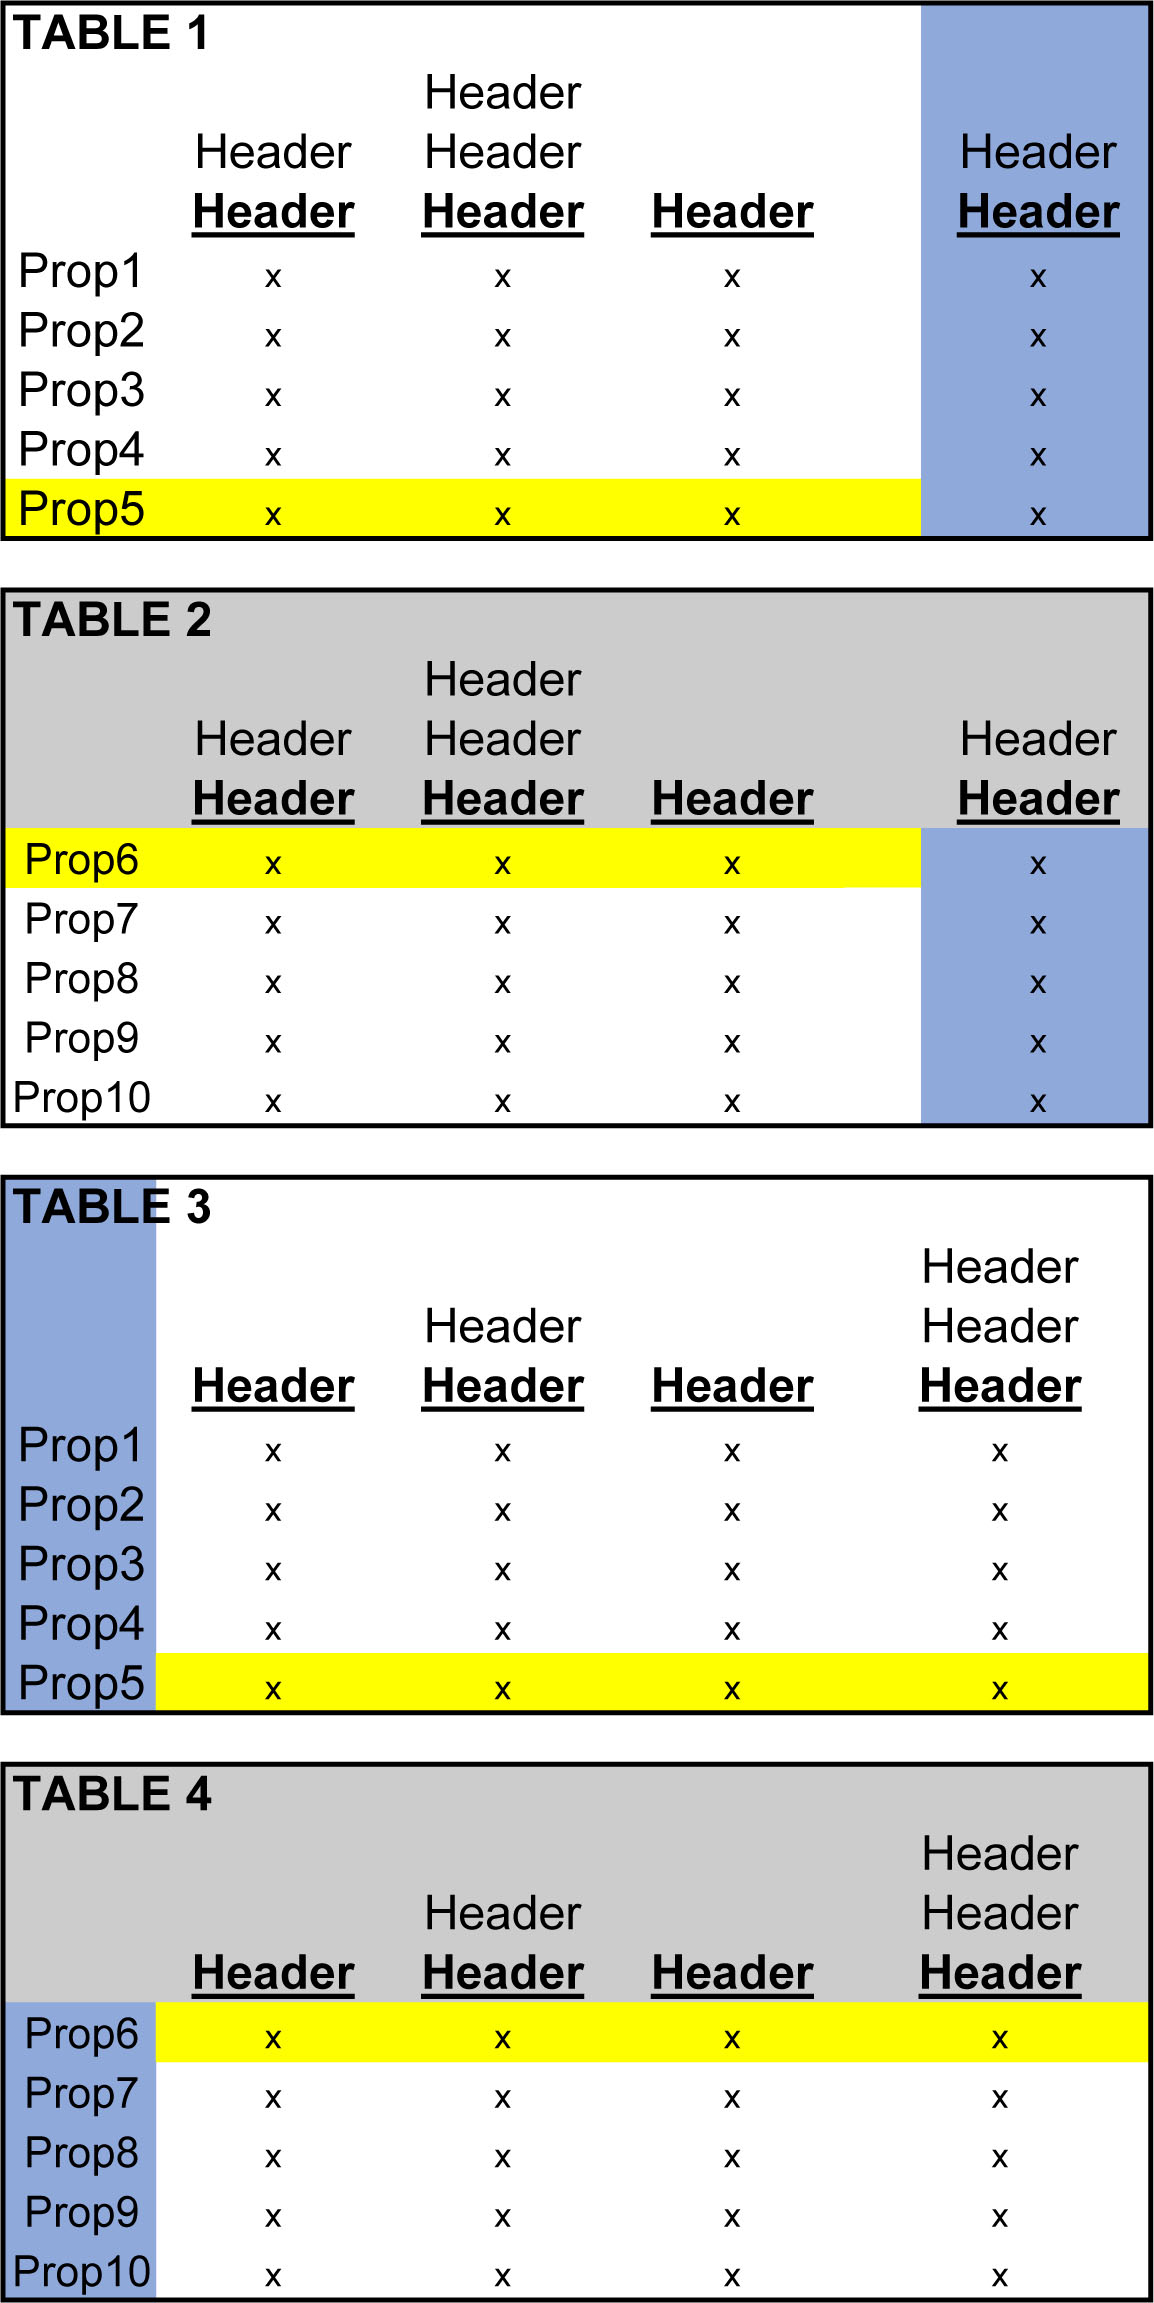 TABLE 1
Header
Header Header Header
Header Header Header Header
Prop1 x x x x
Prop2 x x x x
Prop3 x x x x
Prop4 x x x x
Prop5 x x x x
TABLE 2
Header
Header Header Header
Header Header Header Header
Prop6 x x x x
Prop7 x x x x
Prop8 x x x x
Prop9 x x x x
Prop10 x x x x
TABLE 3
Header
Header Header
Header Header Header Header
Prop1 x x x x
Prop2 x x x x
Prop3 x x x x
Prop4 x x x x
Prop5 x x x x
TABLE 4
Header
Header Header
Header Header Header Header
Prop6 x x x x
Prop7 x x x x
Prop8 x x x x
Prop9 x x x x
Prop10 x x x x